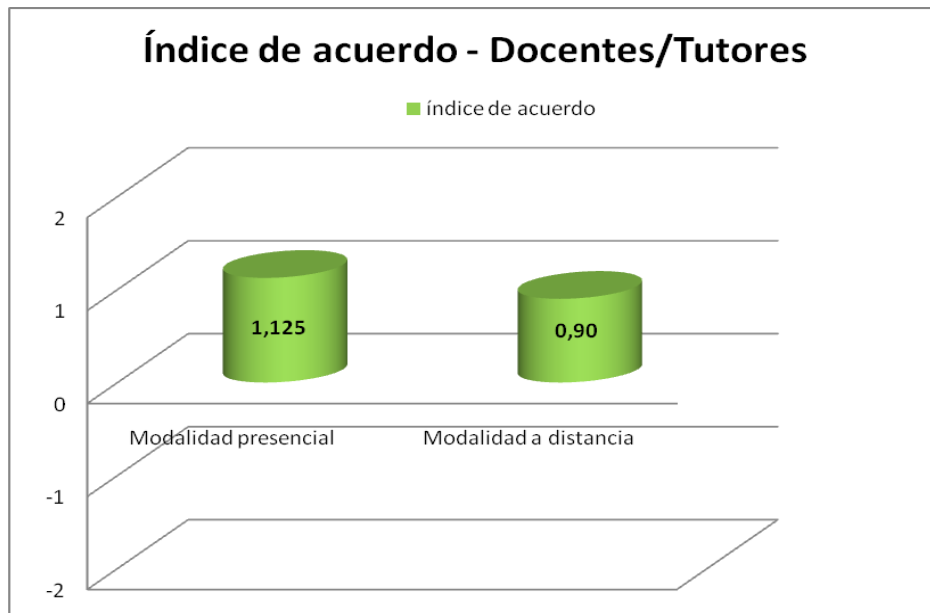 Índice de acuerdo - Docentes/Tutores
índice de acuerdo
2
1
0
-1
-2
1,125
0,90
Modalidad presencial
Modalidad a distancia